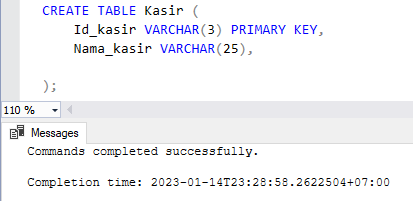 CREATE TABLE Kasir (
Id_kasir VARCHAR(3) PRIMARY KEY,
Nama_kasir VARCHAR(25),
);
110 %
Messages
Commands completed successfully.
Completion time: 2023-01-14T23:28:58.2622504+07:00